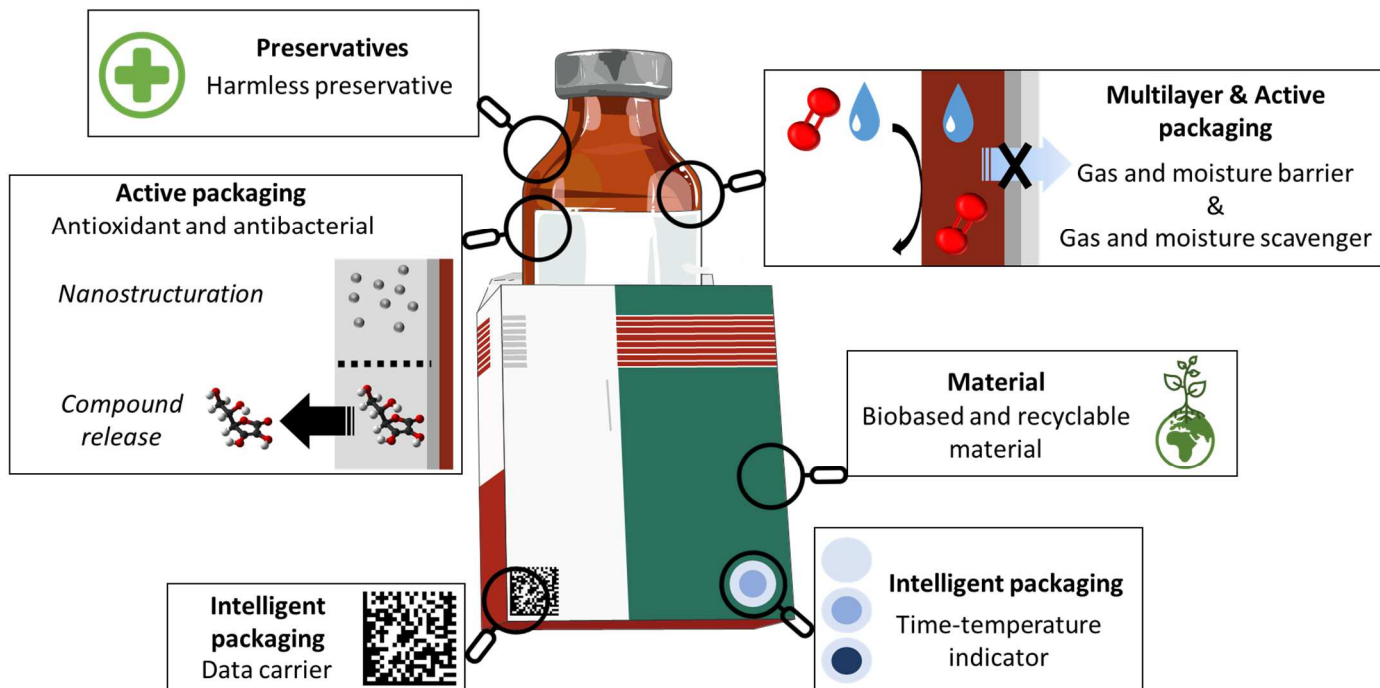 Preservatives
Harmless preservative
Multilayer & Active
packaging
Gas and moisture barrier
&
Gas and moisture scavenger
Active packaging
Antioxidant and antibacterial
Nanostructuration
Compound
release
Material
Biobased and recyclable
material
Intelligent
packaging
Data carrier
Intelligent packaging
Time-temperature
indicator